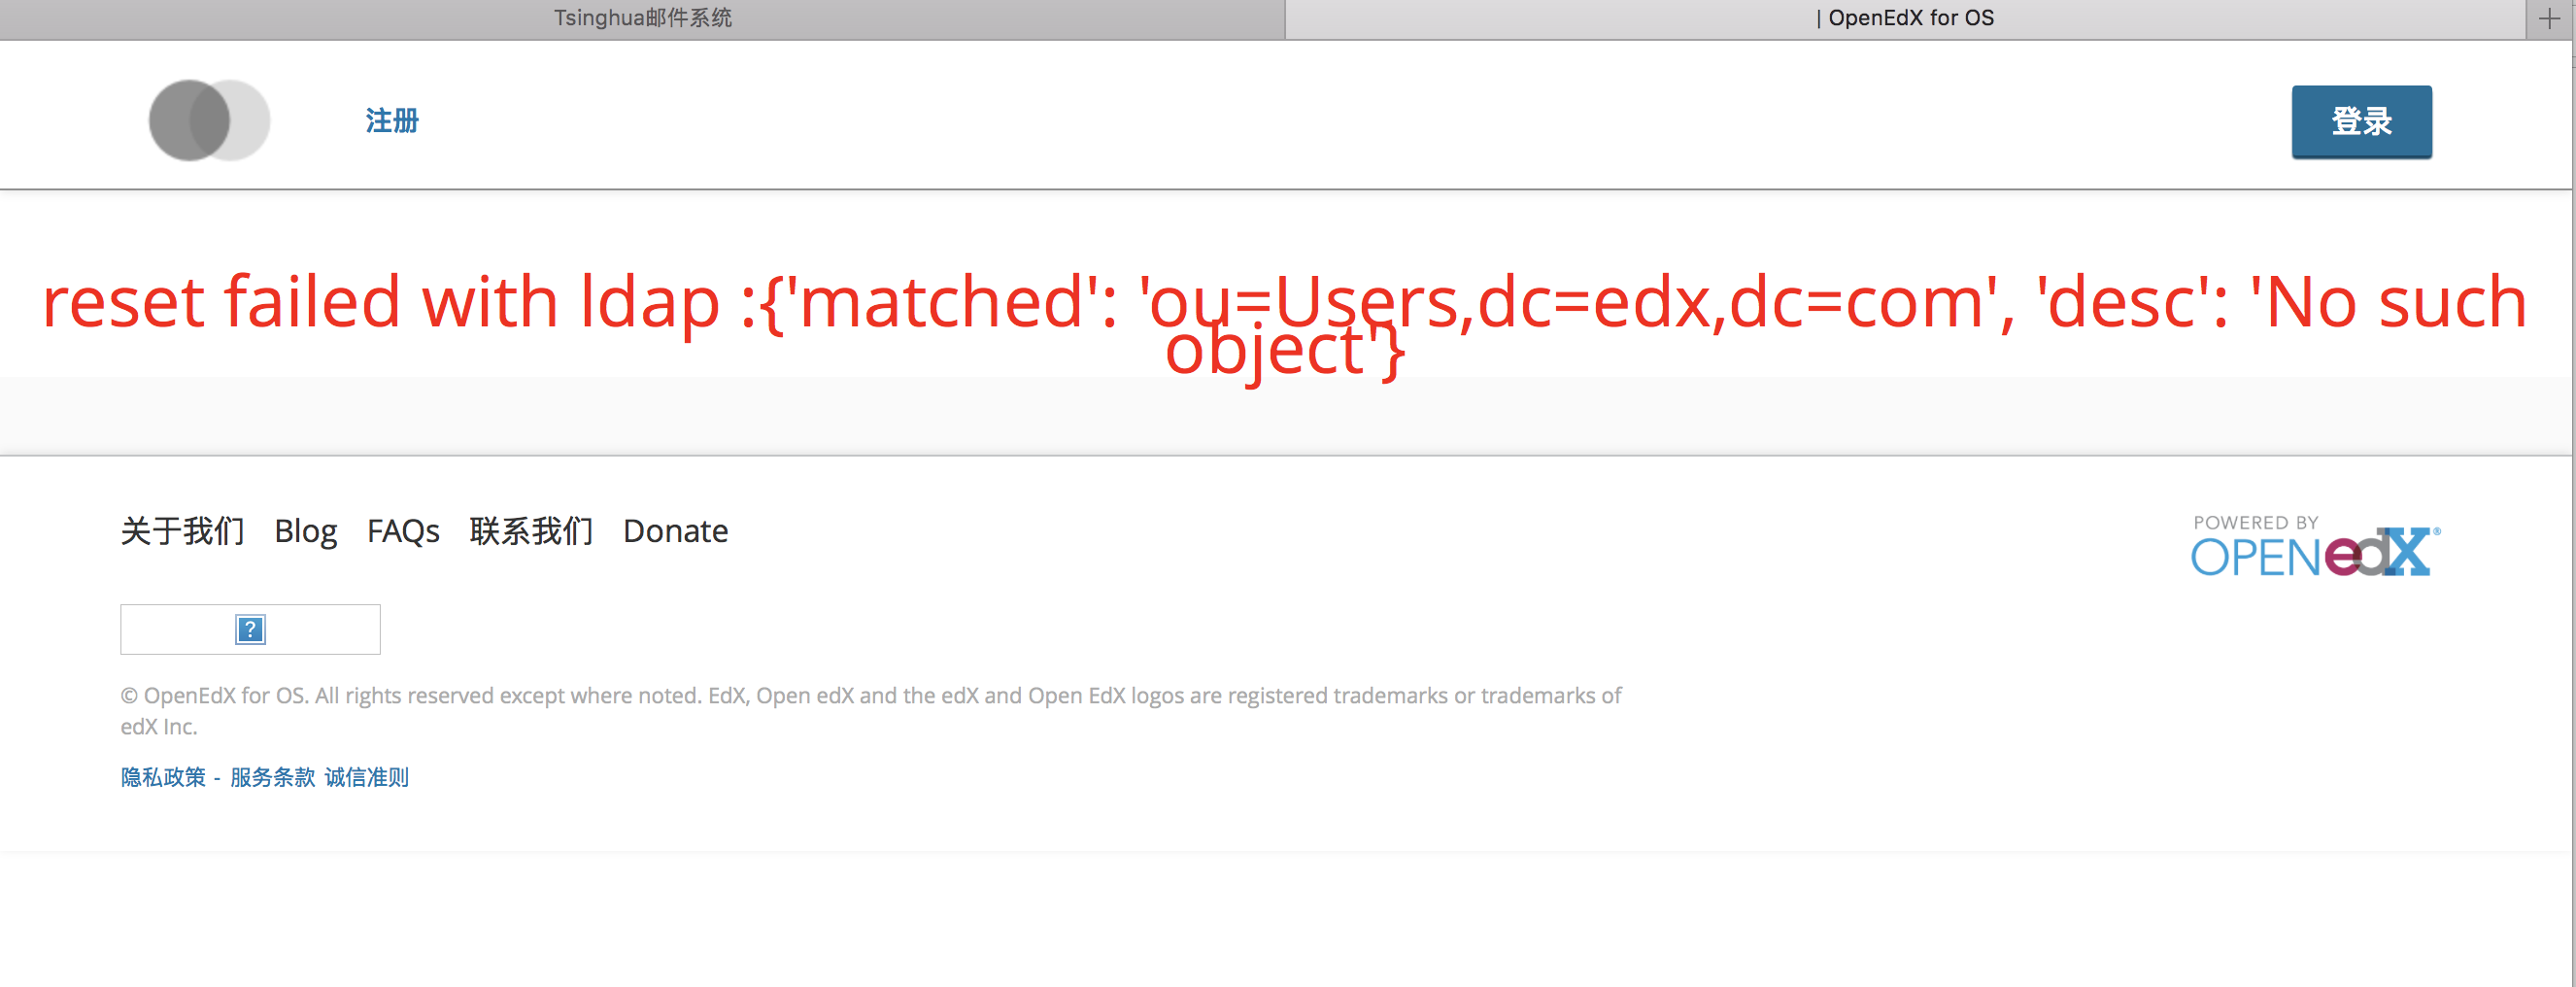 Tsinghua邮件系统
| OpenEdX for OS
注册
登录
reset failed with ldap :{'matched': 'ou=Users,dc=edx,dc=com', 'desc': 'No such
object'}
关于我们 Blog FAQs 联系我们 Donate
POWERED BY
OPEN edX®
?
© OpenEdX for OS. All rights reserved except where noted. EdX, Open edX and the edX and Open EdX logos are registered trademarks or trademarks of
edX Inc.
隐私政策 - 服务条款 诚信准则